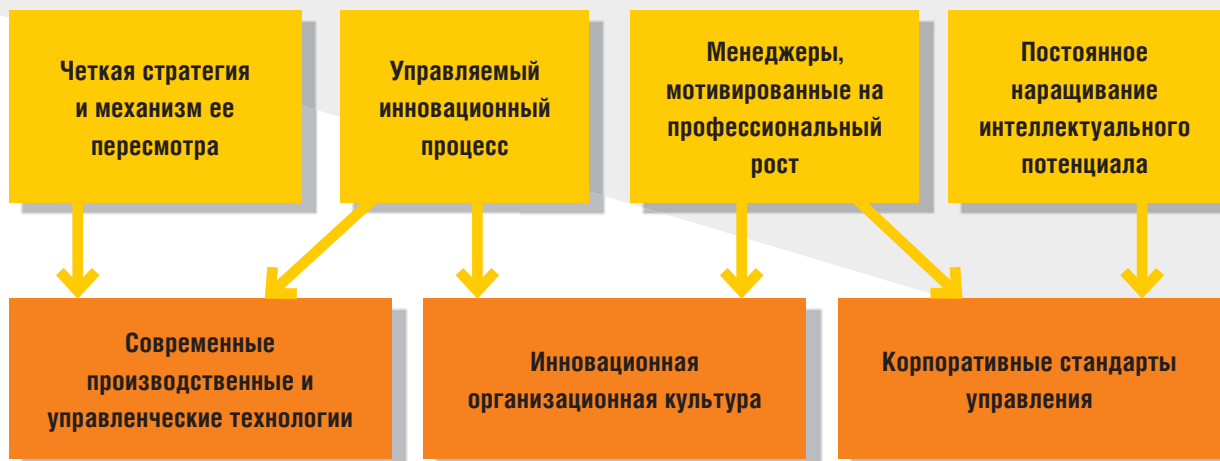 Четкая стратегия
и механизм ее
пересмотра
Управляемый
инновационный
процесс
Менеджеры,
мотивированные на
профессиональный
рост
Постоянное
наращивание
интеллектуального
потенциала
Современные
производственные и
управленческие технологии
Инновационная
организационная культура
Корпоративные стандарты
управления